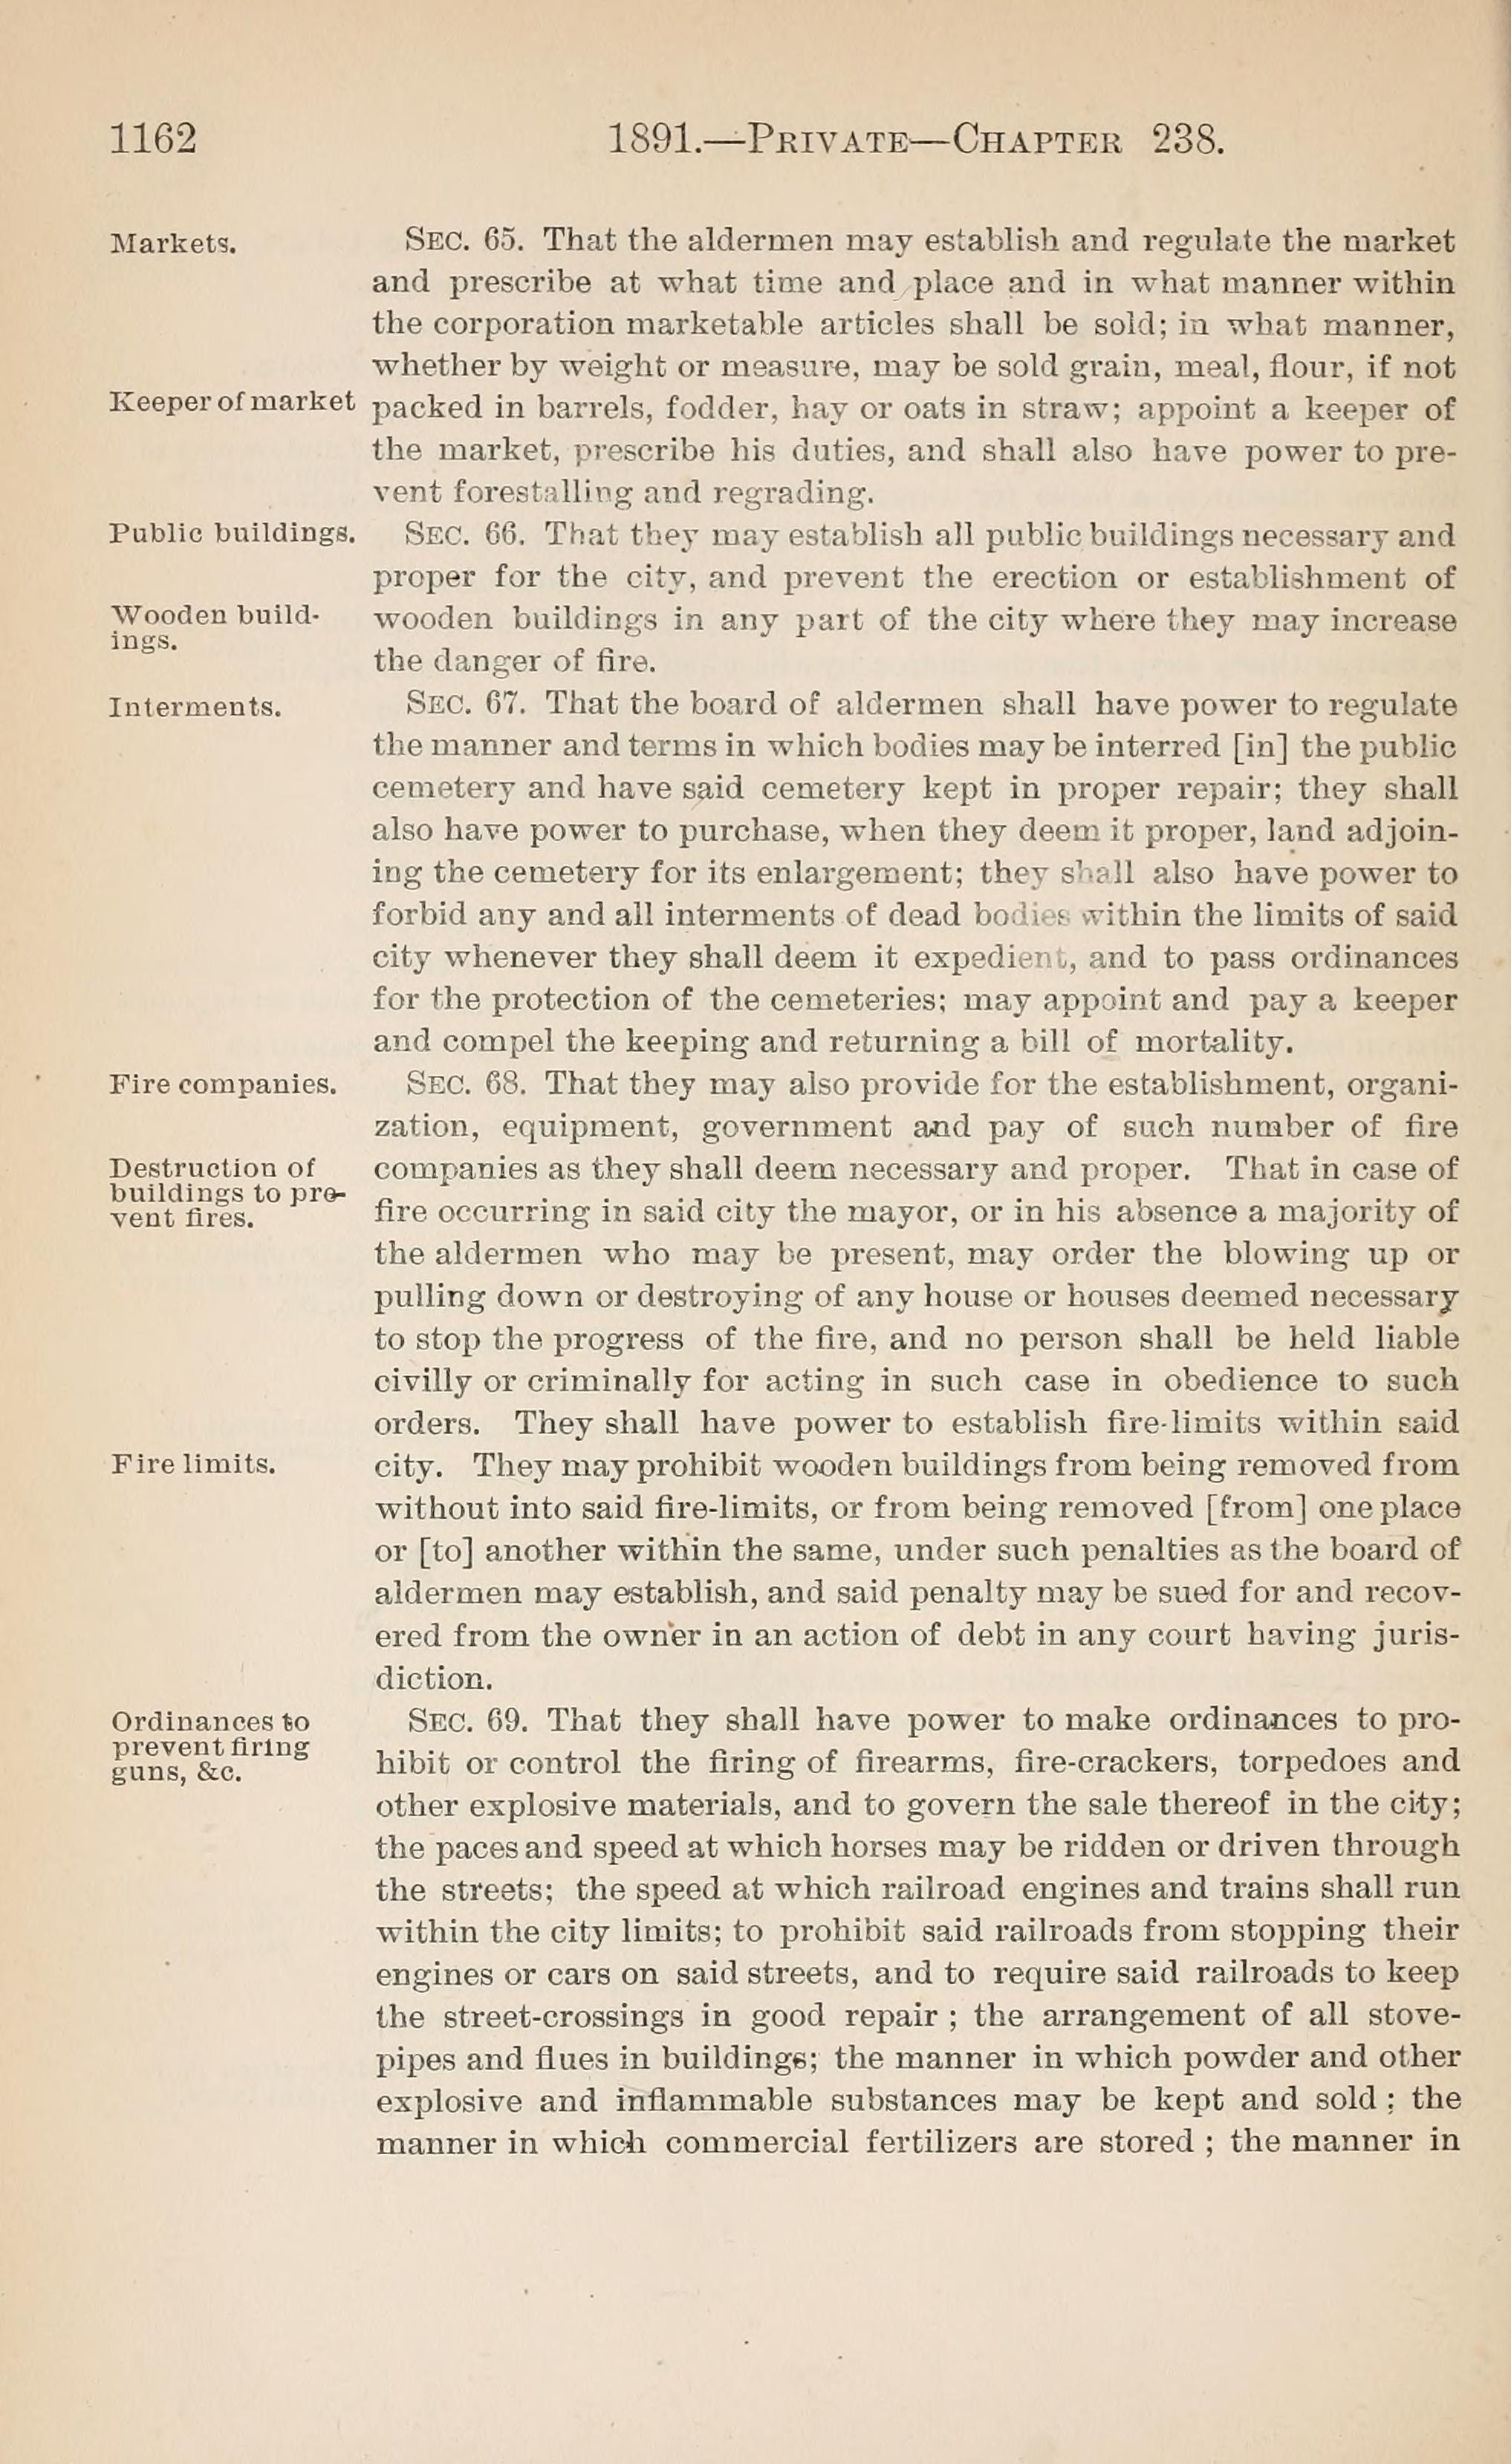 1162
1891.—Private—Chapter 238.
Markets.
Sec. 65. That the aldermen may establish and regulate the market
and prescribe at what time and place and in what manner within
the corporation marketable articles shall be sold; in what manner,
whether by weight or measure, may be sold grain, meal, flour, if not
Keeper of market
packed in barrels, fodder, hay or oats in straw; appoint a keeper of
the market, prescribe his duties, and shall also have power to pre-
vent forestalling and regrading.
Public buildings.
Sec. 66. That they may establish all public buildings necessary and
proper for the city, and prevent the erection or establishment of
Wooden build-
ings.
wooden buildings in any part of the city where they may increase
the danger of fire.
Interments.
Sec. 67. That the board of aldermen shall have power to regulate
the manner and terms in which bodies may be interred [in] the public
cemetery and have said cemetery kept in proper repair; they shall
also have power to purchase, when they deem it proper, land adjoin-
ing the cemetery for its enlargement; they shall also have power to
forbid any and all interments of dead bodies within the limits of said
city whenever they shall deem it expedient, and to pass ordinances
for the protection of the cemeteries; may appoint and pay a keeper
and compel the keeping and returning a bill of mortality.
Fire companies.
Sec. 68. That they may also provide for the establishment, organi-
zation, equipment, government and pay of such number of fire
Destruction of
buildings to pre-
vent fires.
companies as they shall deem necessary and proper. That in case of
fire occurring in said city the mayor, or in his absence a majority of
the aldermen who may be present, may order the blowing up or
pulling down or destroying of any house or houses deemed necessary
to stop the progress of the fire, and no person shall be held liable
civilly or criminally for acting in such case in obedience to such
orders. They shall have power to establish fire-limits within said
Fire limits.
city. They may prohibit wooden buildings from being removed from
without into said fire-limits, or from being removed [from] one place
or [to] another within the same, under such penalties as the board of
aldermen may establish, and said penalty may be sued for and recov-
ered from the owner in an action of debt in any court having juris-
diction.
Ordinances to
prevent firing
guns, &c.
Sec. 69. That they shall have power to make ordinances to pro-
hibit or control the firing of firearms, fire-crackers, torpedoes and
other explosive materials, and to govern the sale thereof in the city;
the paces and speed at which horses may be ridden or driven through
the streets; the speed at which railroad engines and trains shall run
within the city limits; to prohibit said railroads from stopping their
engines or cars on said streets, and to require said railroads to keep
the street-crossings in good repair ; the arrangement of all stove-
pipes and flues in buildings; the manner in which powder and other
explosive and inflammable substances may be kept and sold ; the
manner in which commercial fertilizers are stored ; the manner in